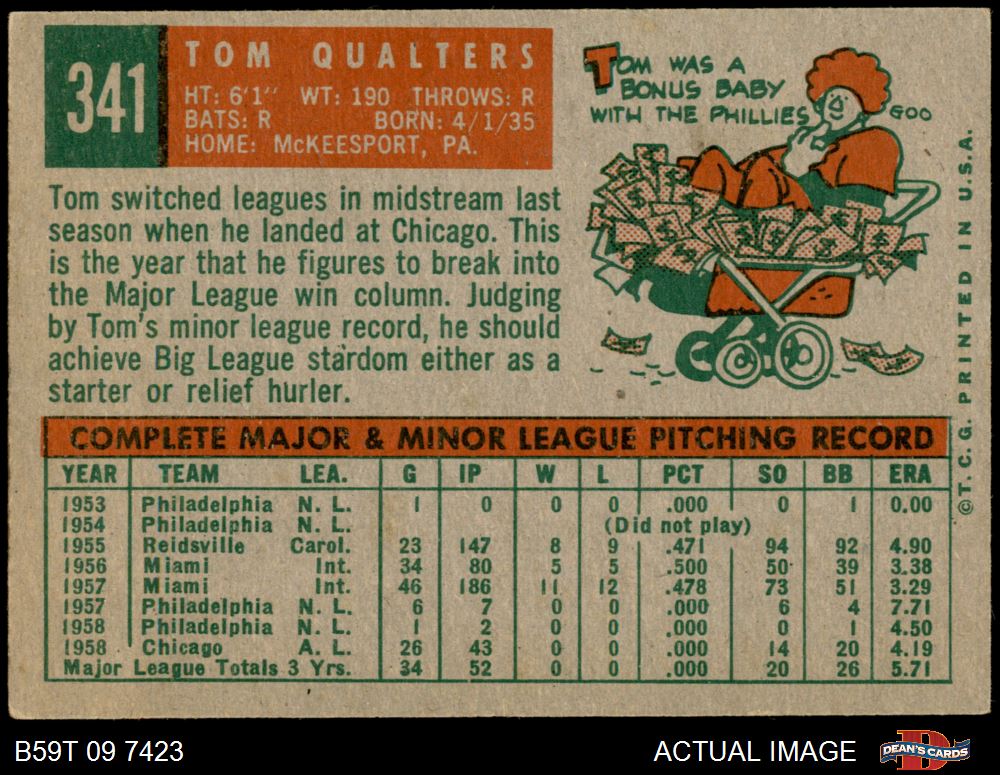 341
TOM QUALTERS
HT: 6'1" WT: 190 THROWS: R
BATS: R BORN: 4/1/35
HOME: McKEESPORT, PA.
TOM WAS A
BONUS BABY
WITH THE PHILLIES
GOO
Tom switched leagues in midstream last
season when he landed at Chicago. This
is the year that he figures to break into
the Major League win column. Judging
by Tom's minor league record, he should
achieve Big League stardom either as a
starter or relief hurler.
COMPLETE MAJOR & MINOR LEAGUE PITCHING RECORD
YEAR TEAM LEA. G IP W L PCT SO BB ERA
1953 Philadelphia N. L. 1 0 0 0 .000 0 1 0.00
1954 Philadelphia N. L. (Did not play)
1955 Reidsville Carol. 23 147 8 9 .471 94 92 4.90
1956 Miami Int. 34 80 5 5 .500 50 39 3.38
1957 Miami Int. 46 186 11 12 .478 73 51 3.29
1957 Philadelphia N. L. 6 7 0 0 .000 6 4 7.71
1958 Philadelphia N. L. 1 2 0 0 .000 0 1 4.50
1958 Chicago A. L. 26 43 0 0 .000 14 20 4.19
Major League Totals 3 Yrs. 34 52 0 0 .000 20 26 5.71
©T. C. G. PRINTED IN U.S.A.
B59T 09 7423
ACTUAL IMAGE
D
DEAN'S CARDS